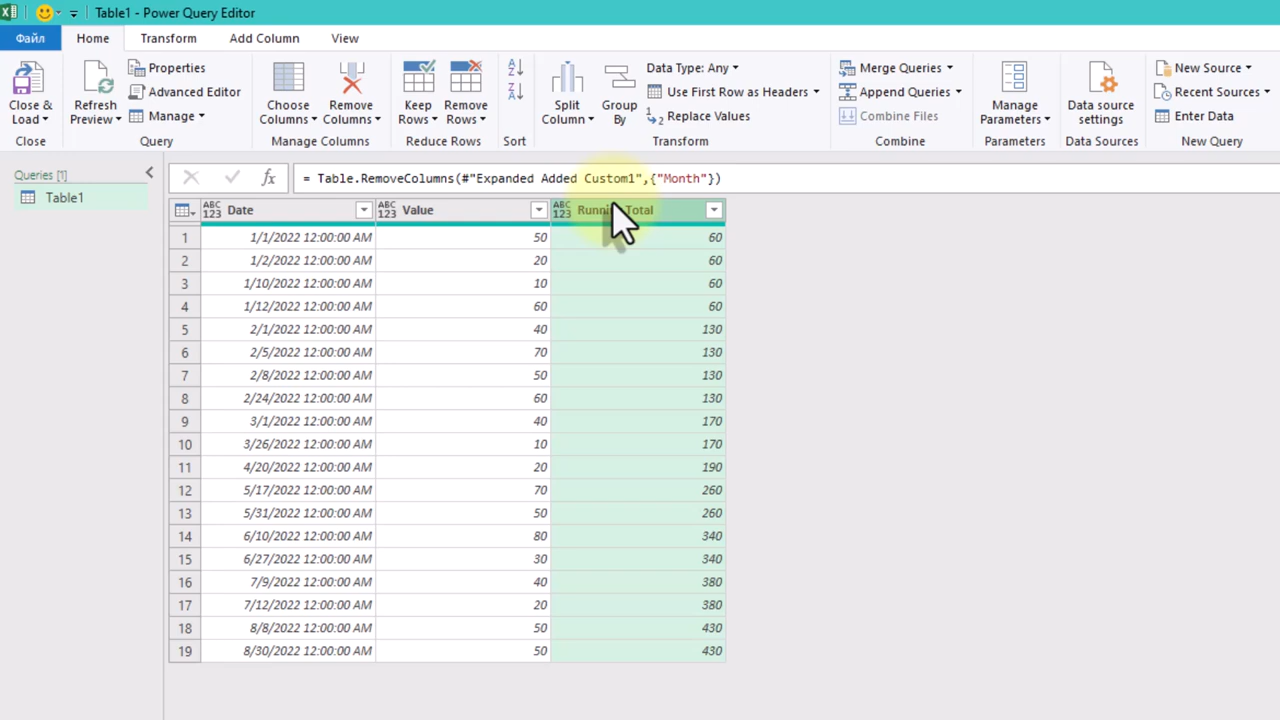 Table1 - Power Query Editor
Файл
Home
Transform
Add Column
View
Close &
Load
Close
Refresh
Preview
Properties
Advanced Editor
Manage
Query
Choose
Columns
Remove
Columns
Manage Columns
Keep
Rows
Remove
Rows
Reduce Rows
Sort
Split
Column
Group
By
Data Type: Any
Use First Row as Headers
Replace Values
Transform
Merge Queries
Append Queries
Combine Files
Combine
Manage
Parameters
Parameters
Data source
settings
Data Sources
New Source
Recent Sources
Enter Data
New Query
Queries [1]
Table1
= Table.RemoveColumns(#"Expanded Added Custom1",{"Month"})
ABC 123 Date ABC 123 Value ABC 123 Total
1 1/1/2022 12:00:00 AM 50 60
2 1/2/2022 12:00:00 AM 20 60
3 1/10/2022 12:00:00 AM 10 60
4 1/12/2022 12:00:00 AM 60 60
5 2/1/2022 12:00:00 AM 40 130
6 2/5/2022 12:00:00 AM 70 130
7 2/8/2022 12:00:00 AM 50 130
8 2/24/2022 12:00:00 AM 60 130
9 3/1/2022 12:00:00 AM 40 170
10 3/26/2022 12:00:00 AM 10 170
11 4/20/2022 12:00:00 AM 20 190
12 5/17/2022 12:00:00 AM 70 260
13 5/31/2022 12:00:00 AM 50 260
14 6/10/2022 12:00:00 AM 80 340
15 6/27/2022 12:00:00 AM 30 340
16 7/9/2022 12:00:00 AM 40 380
17 7/12/2022 12:00:00 AM 20 380
18 8/8/2022 12:00:00 AM 50 430
19 8/30/2022 12:00:00 AM 50 430